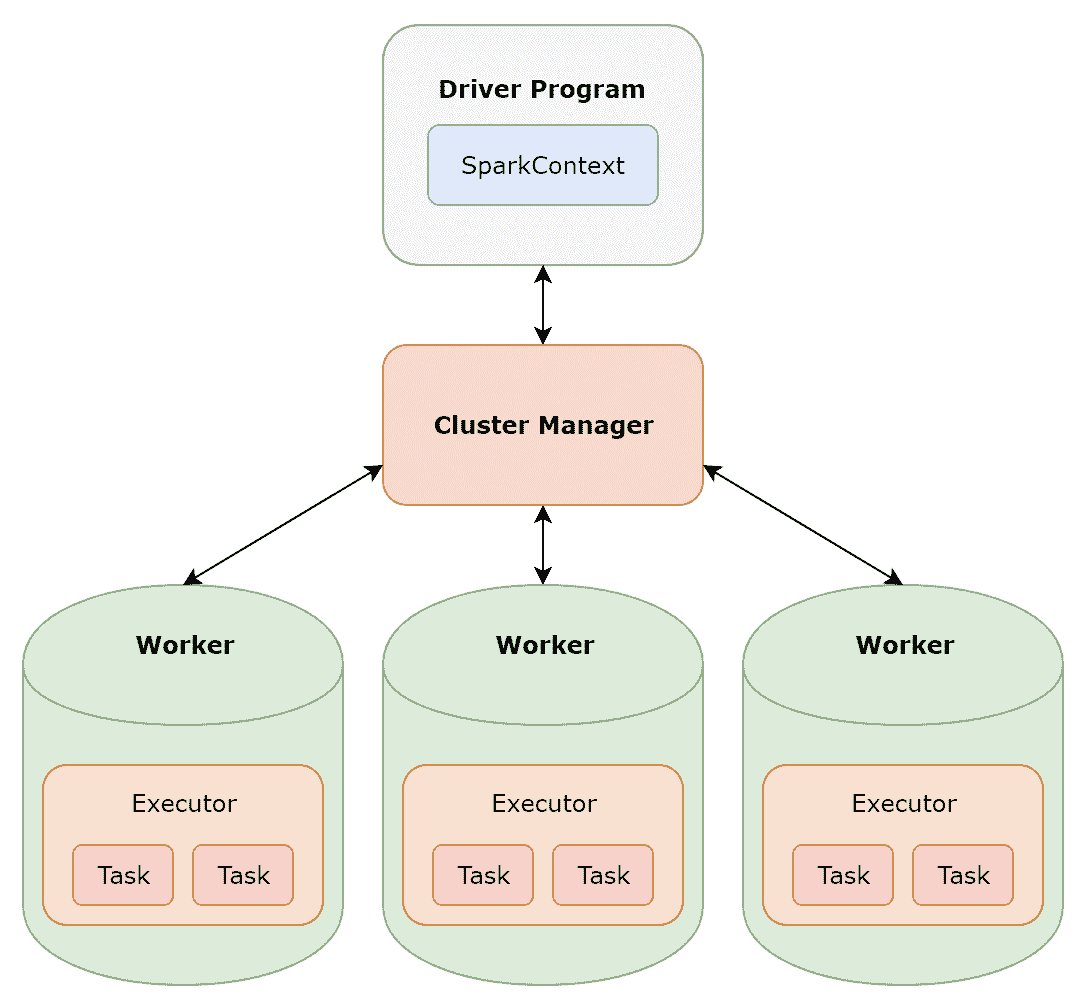 Driver Program
SparkContext
Cluster Manager
Worker
Worker
Worker
Executor
Executor
Executor
Task
Task
Task
Task
Task
Task